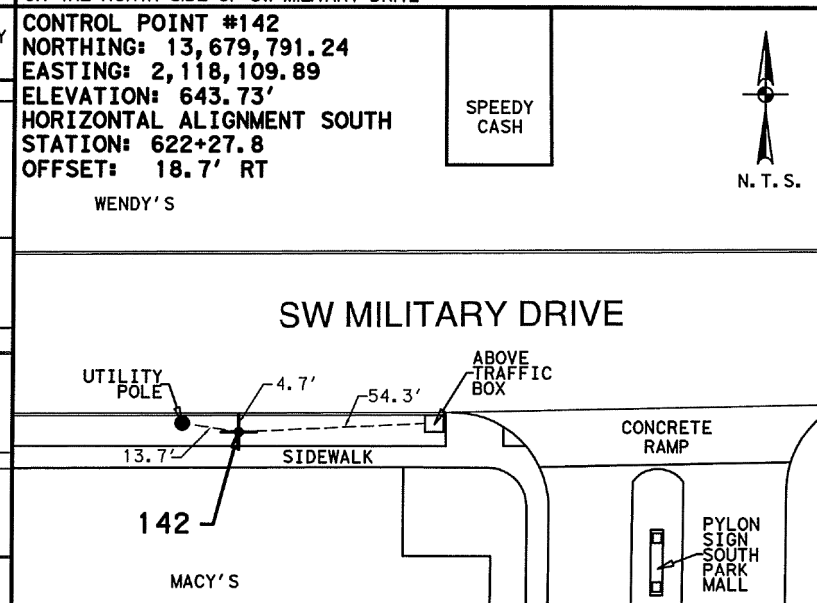 CONTROL POINT #142
NORTHING: 13,679,791.24
EASTING: 2,118,109.89
ELEVATION: 643.73'
HORIZONTAL ALIGNMENT SOUTH
STATION: 622+27.8
OFFSET: 18.7' RT
WENDY'S
SPEEDY
CASH
N.T.S.
SW MILITARY DRIVE
UTILITY
POLE
4.7'
54.3'
ABOVE
TRAFFIC
BOX
13.7'
SIDEWALK
CONCRETE
RAMP
142
MACY'S
PYLON
SIGN
SOUTH
PARK
MALL